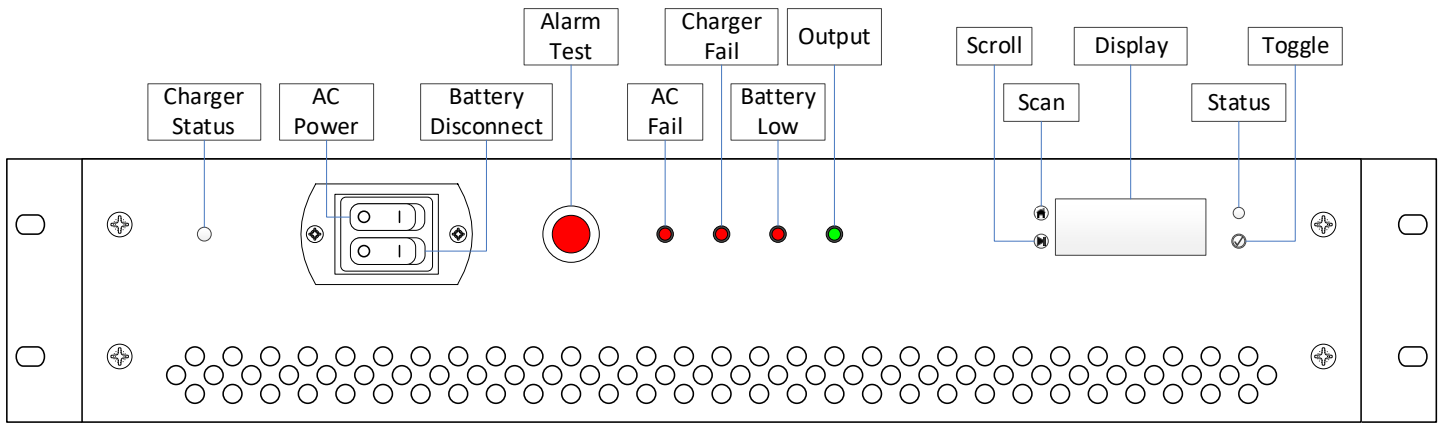 Alarm
Test
Charger
Fail
Output
Scroll
Display
Toggle
Charger
Status
AC
Power
Battery
Disconnect
AC
Fail
Battery
Low
Scan
Status